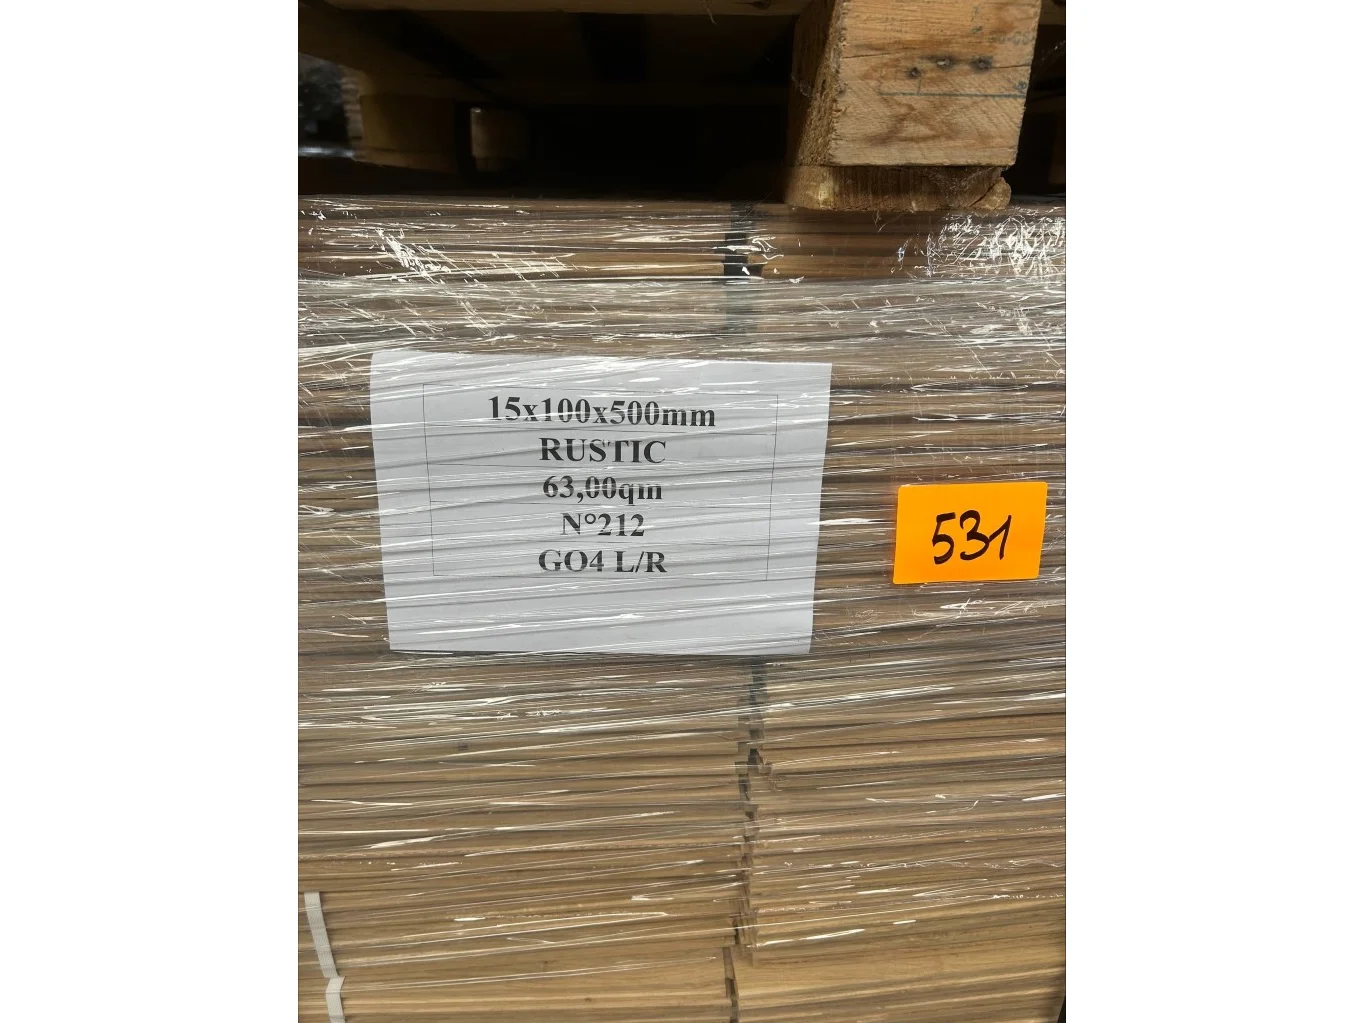 15x100x500mm
RUSTIC
63,00qm
N°212
GO4 L/R
531